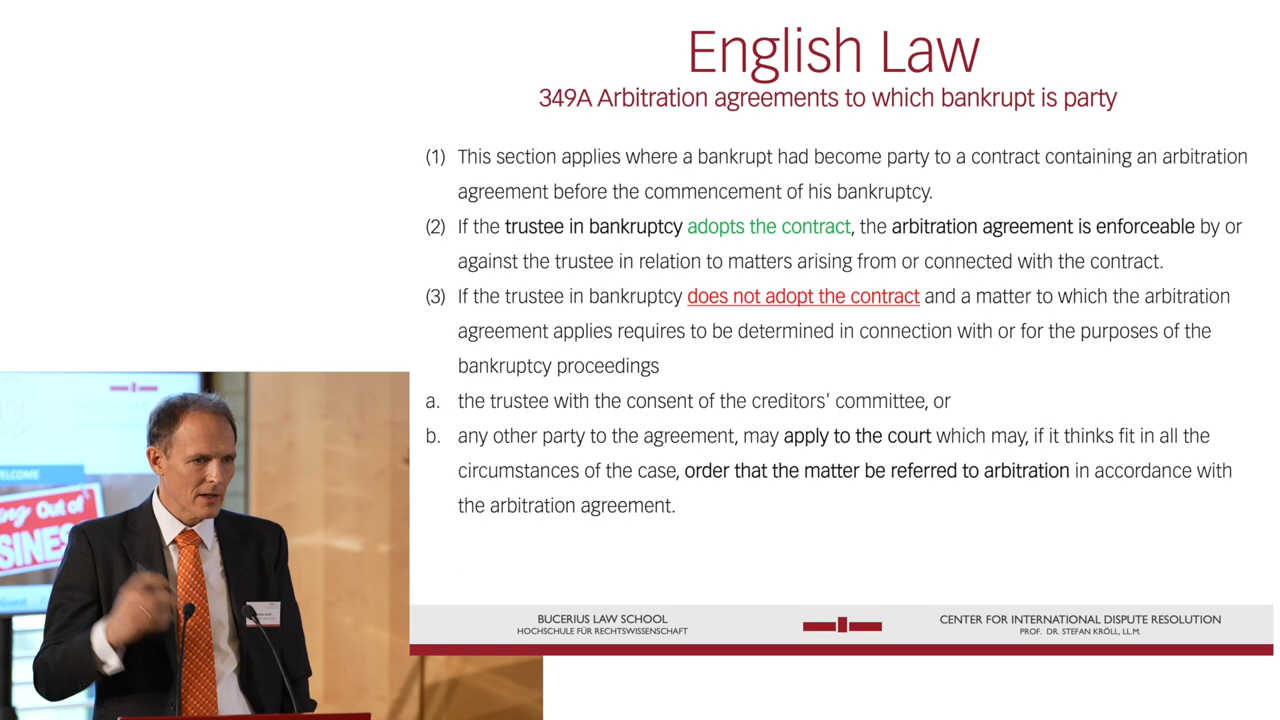 English Law
349A Arbitration agreements to which bankrupt is party
(1) This section applies where a bankrupt had become party to a contract containing an arbitration
agreement before the commencement of his bankruptcy.
(2) If the trustee in bankruptcy adopts the contract, the arbitration agreement is enforceable by or
against the trustee in relation to matters arising from or connected with the contract.
(3) If the trustee in bankruptcy does not adopt the contract and a matter to which the arbitration
agreement applies requires to be determined in connection with or for the purposes of the
bankruptcy proceedings
a. the trustee with the consent of the creditors' committee, or
b. any other party to the agreement, may apply to the court which may, if it thinks fit in all the
circumstances of the case, order that the matter be referred to arbitration in accordance with
the arbitration agreement.
ELCOME
ng Out of
SINES
BUCERIUS LAW SCHOOL
HOCHSCHULE FÜR RECHTSWISSENSCHAFT
CENTER FOR INTERNATIONAL DISPUTE RESOLUTION
PROF. DR. STEFAN KRÖLL, LL.M.